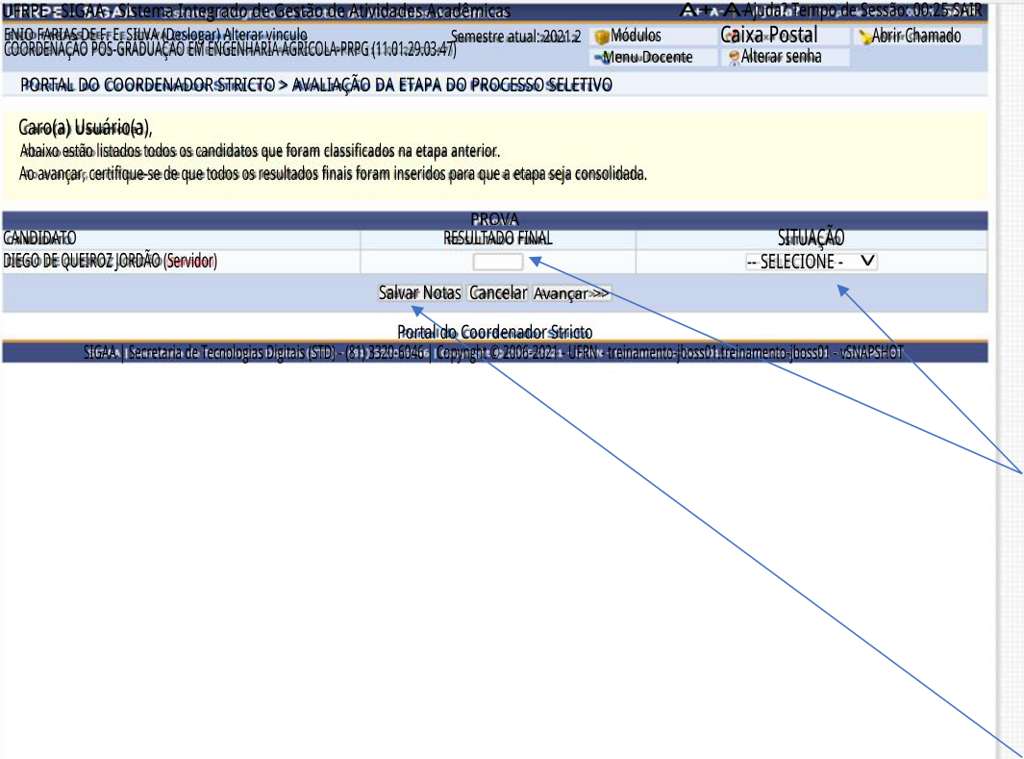 UFRPE - SIGAA - Sistema Integrado de Gestão de Atividades Acadêmicas A+ A- Ajuda? Tempo de Sessão: 00:25 SAIR
ENIO FARIAS DE F. E SILVA (Deslogar) Alterar vínculo Semestre atual: 2021.2 Módulos Caixa Postal Abrir Chamado
COORDENAÇÃO PÓS-GRADUAÇÃO EM ENGENHARIA AGRICOLA-PRPG (11.01.29.03.47) Menu Docente Alterar senha
PORTAL DO COORDENADOR STRICTO > AVALIAÇÃO DA ETAPA DO PROCESSO SELETIVO
Caro(a) Usuário(a),
Abaixo estão listados todos os candidatos que foram classificados na etapa anterior.
Ao avançar, certifique-se de que todos os resultados finais foram inseridos para que a etapa seja consolidada.
PROVA
CANDIDATO RESULTADO FINAL SITUAÇÃO
DIEGO DE QUEIROZ JORDÃO (Servidor) -- SELECIONE -
Salvar Notas Cancelar Avançar >>
Portal do Coordenador Stricto
SIGAA | Secretaria de Tecnologias Digitais (STD) - (81) 3320-6046 | Copyright © 2006-2021 - UFRN - treinamento-jboss01.treinamento-jboss01 - vSNAPSHOT